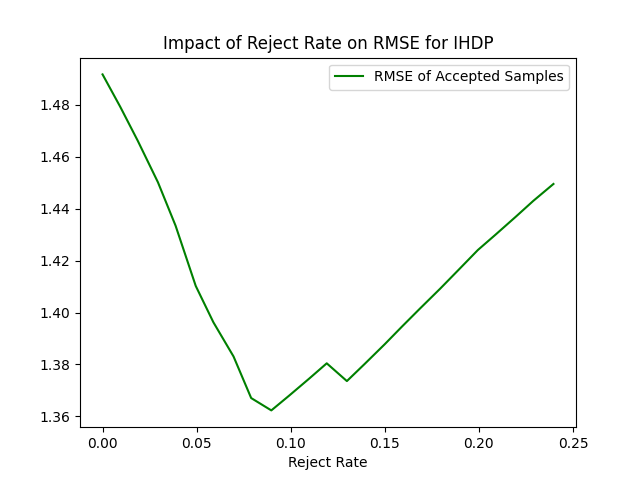 Impact of Reject Rate on RMSE for IHDP
RMSE of Accepted Samples
1.48
1.46
1.44
1.42
1.40
1.38
1.36
0.00 0.05 0.10 0.15 0.20 0.25
Reject Rate